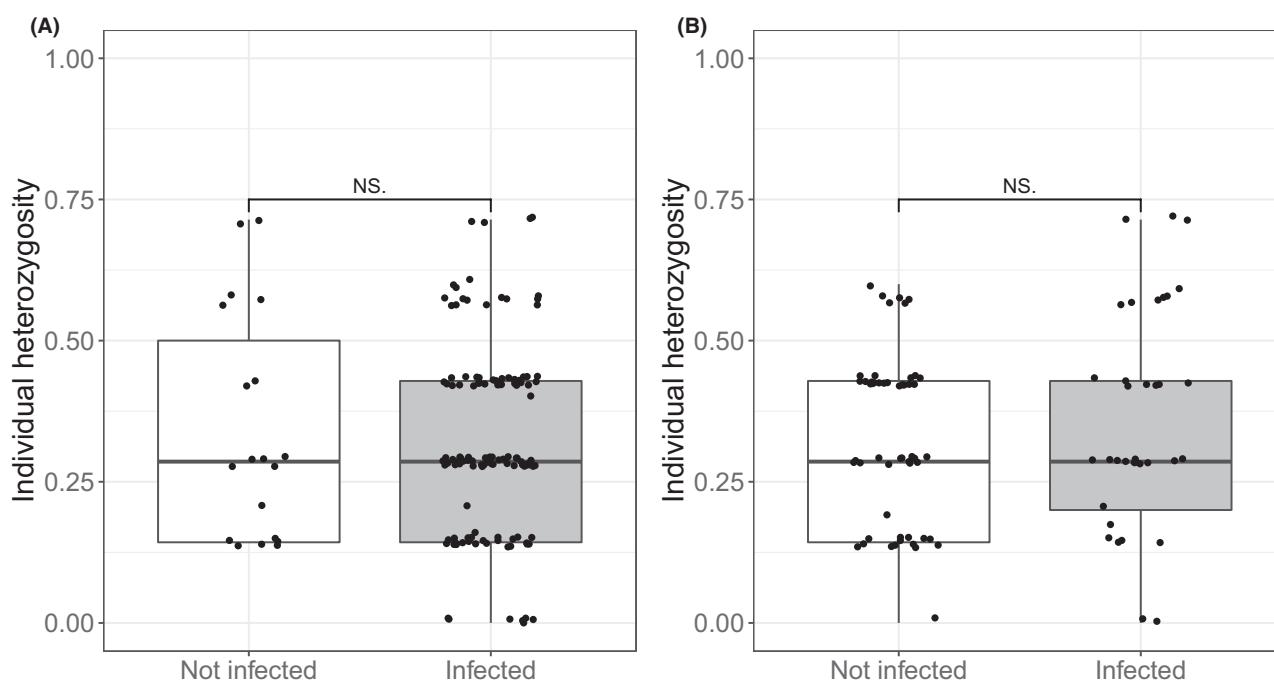 (A)
Individual heterozygosity
1.00
0.75
0.50
0.25
0.00
NS.
Not infected
Infected
(B)
Individual heterozygosity
1.00
0.75
0.50
0.25
0.00
NS.
Not infected
Infected